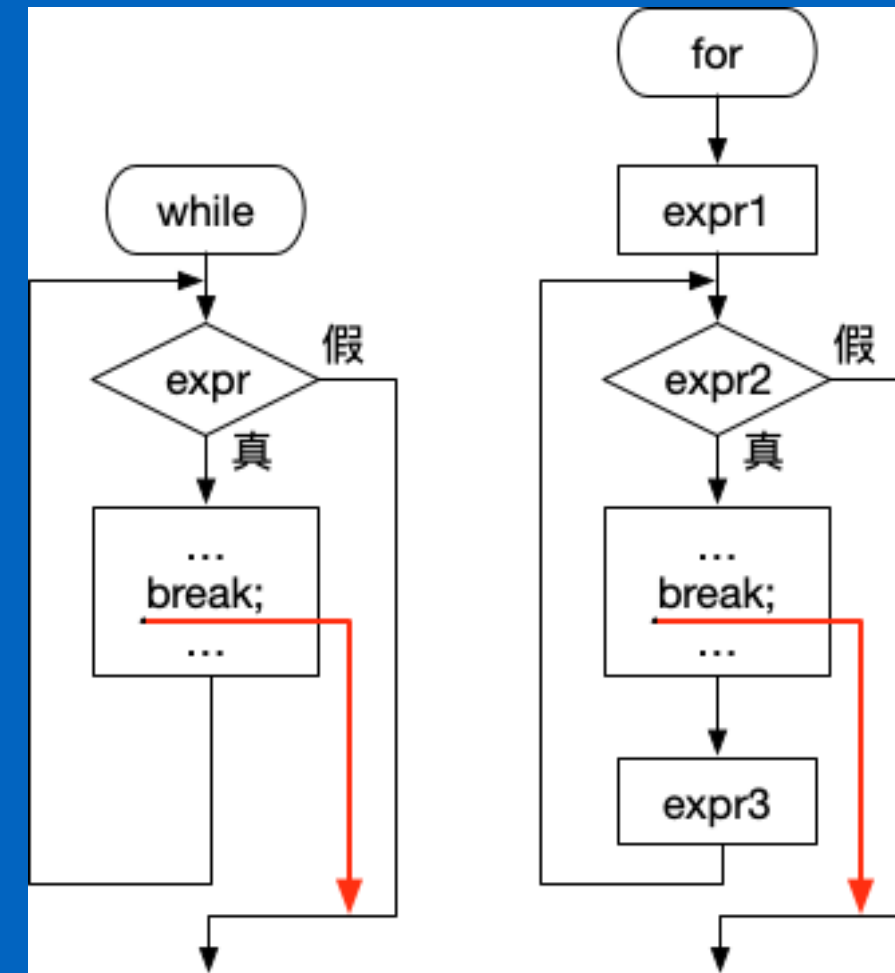 while
expr
假
真
...
break;
...
for
expr1
expr2
假
真
...
break;
...
expr3